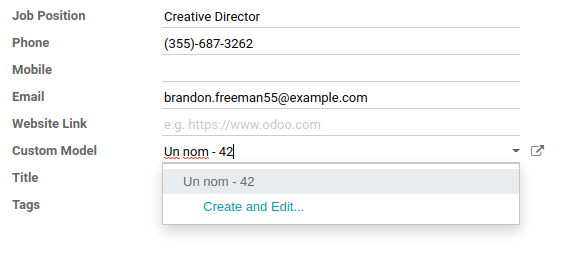 Job Position Creative Director
Phone (355)-687-3262
Mobile
Email brandon.freeman55@example.com
Website Link e.g. https://www.odoo.com
Custom Model Un nom - 42
Title Un nom - 42
Tags Create and Edit...